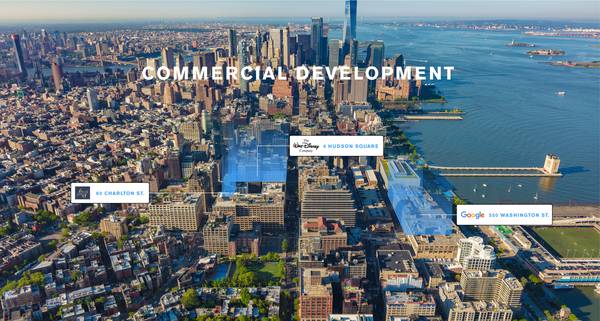 COMMERCIAL DEVELOPMENT
The
Walt Disney
Company
4 HUDSON SQUARE
60 CHARLTON ST.
Google 550 WASHINGTON ST.